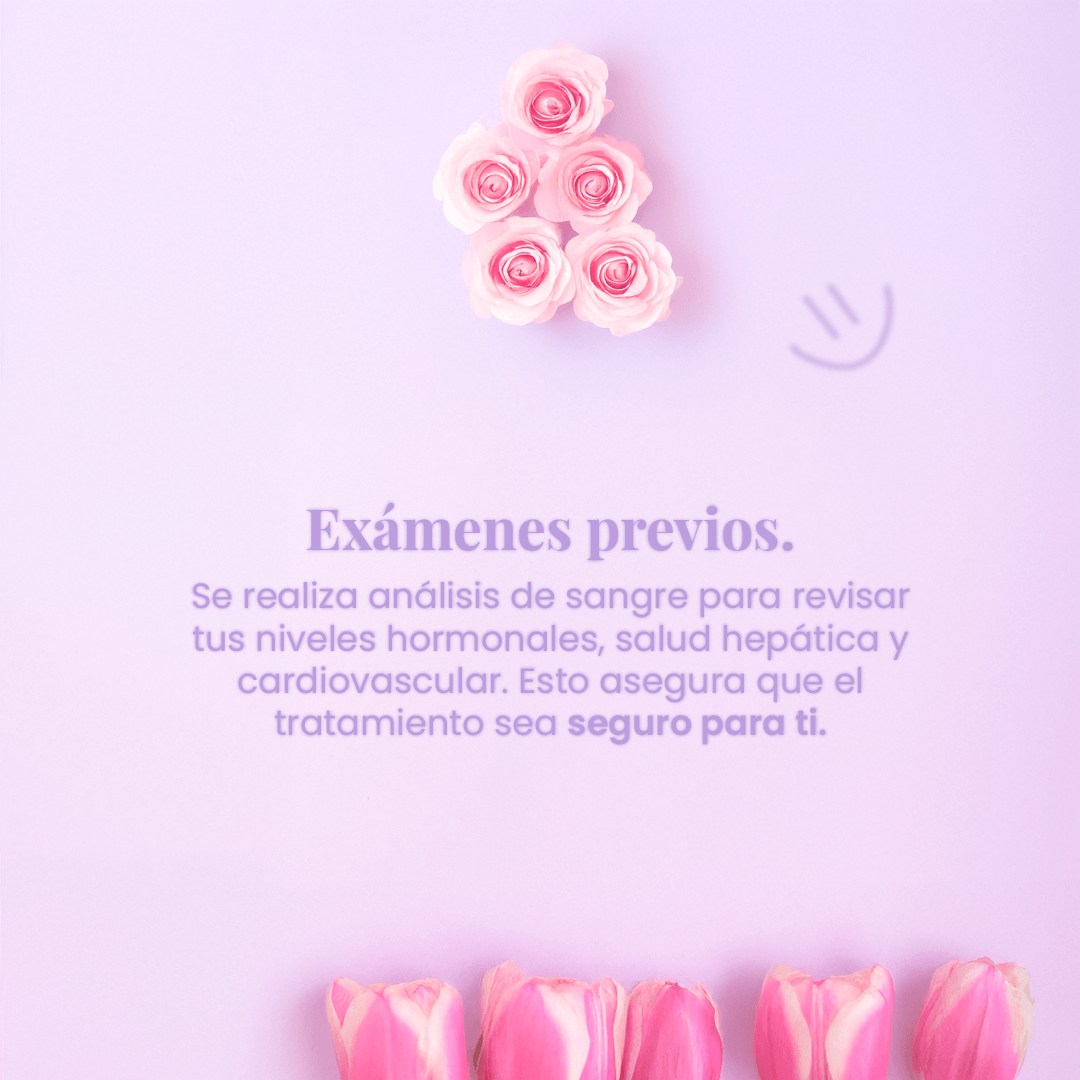 Exámenes previos.
Se realiza análisis de sangre para revisar
tus niveles hormonales, salud hepática y
cardiovascular. Esto asegura que el
tratamiento sea seguro para ti.